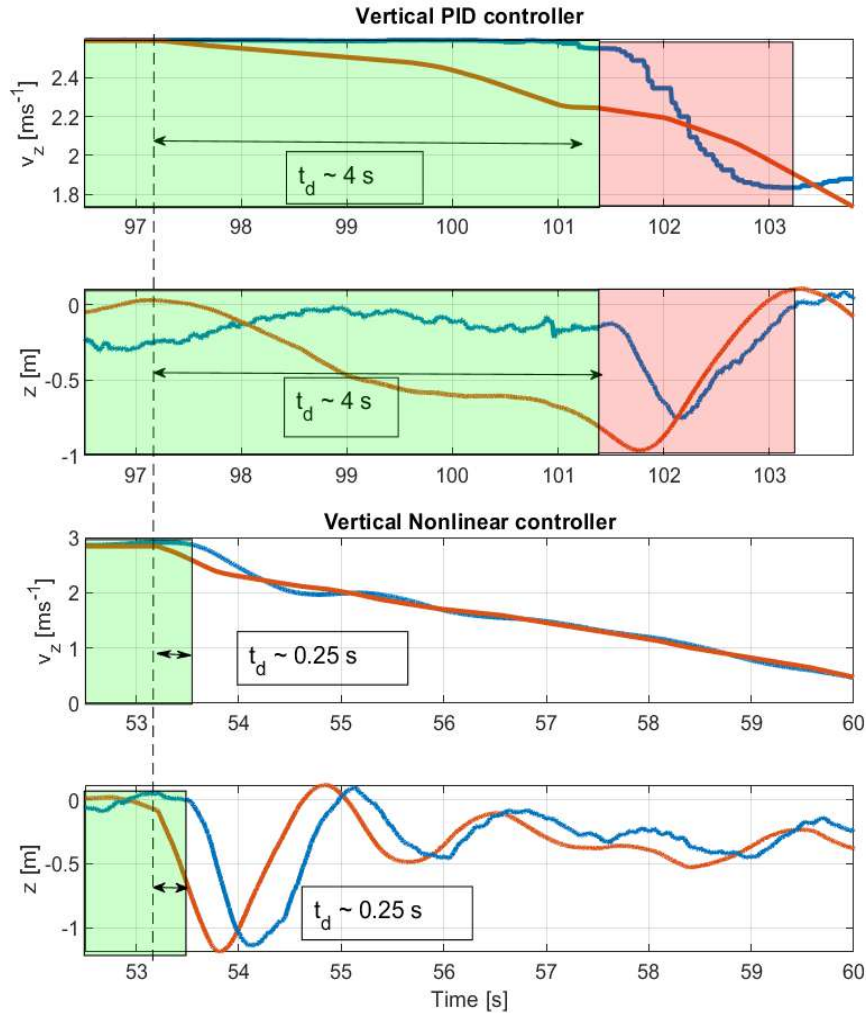 Vertical PID controller
v_z [ms^-1]
2.4
2.2
2
1.8
t_d ~ 4 s
97 98 99 100 101 102 103
z [m]
0
-0.5
-1
t_d ~ 4 s
97 98 99 100 101 102 103
Vertical Nonlinear controller
v_z [ms^-1]
3
2
1
0
t_d ~ 0.25 s
53 54 55 56 57 58 59 60
z [m]
0
-0.5
-1
t_d ~ 0.25 s
53 54 55 56 57 58 59 60
Time [s]